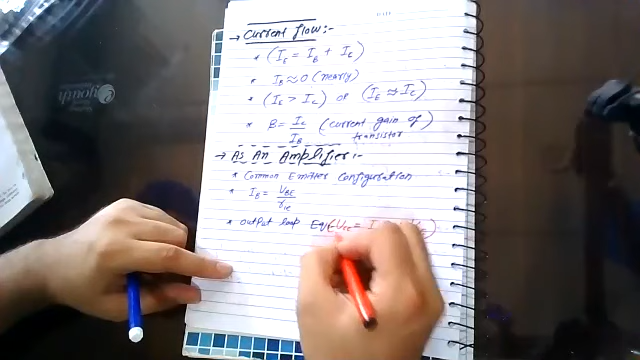 → Current flow:-
* (I_E = I_B + I_C)
* I_B ≈ 0 (nearly)
* (I_E > I_C) or (I_E ≈ I_C)
* β = I_C / I_B (current gain of transistor)
→ As An Amplifier:-
* Common Emitter Configuration
* I_B = V_BE / r_ie
* output loop Eq